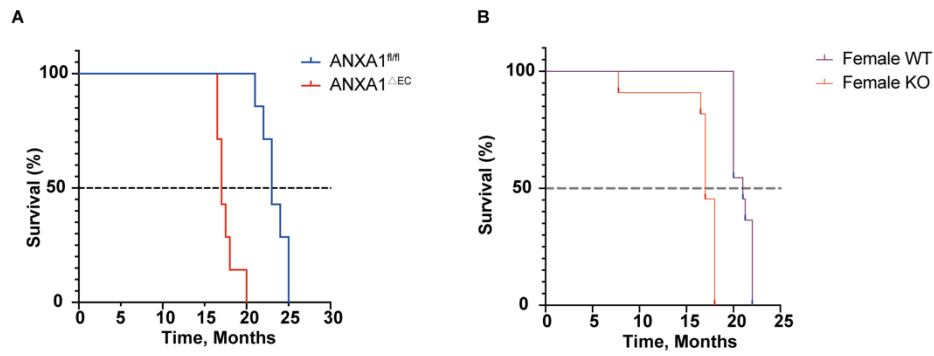 A
ANXA1fl/fl
ANXA1△EC
100
50
0
Survival (%)
0 5 10 15 20 25 30
Time, Months
B
Female WT
Female KO
100
50
0
Survival (%)
0 5 10 15 20 25
Time, Months